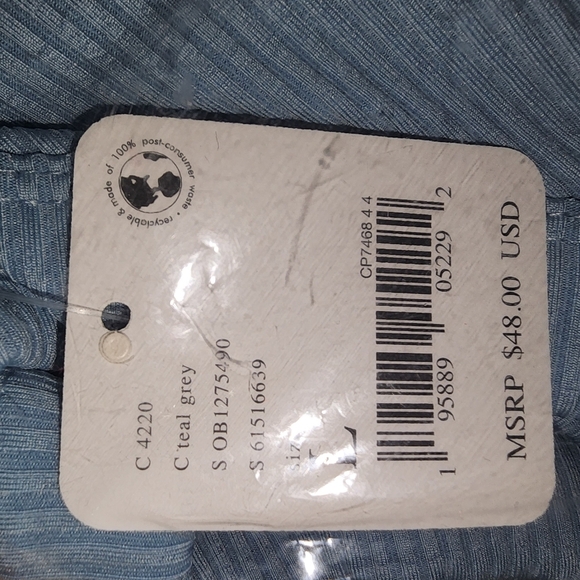 recyclable & made of 100% post-consumer waste •
C 4220
C teal grey
S OB1275490
S 61516639
siz
L
CP7468 4 4
1 95889 05229 2
MSRP $48.00 USD